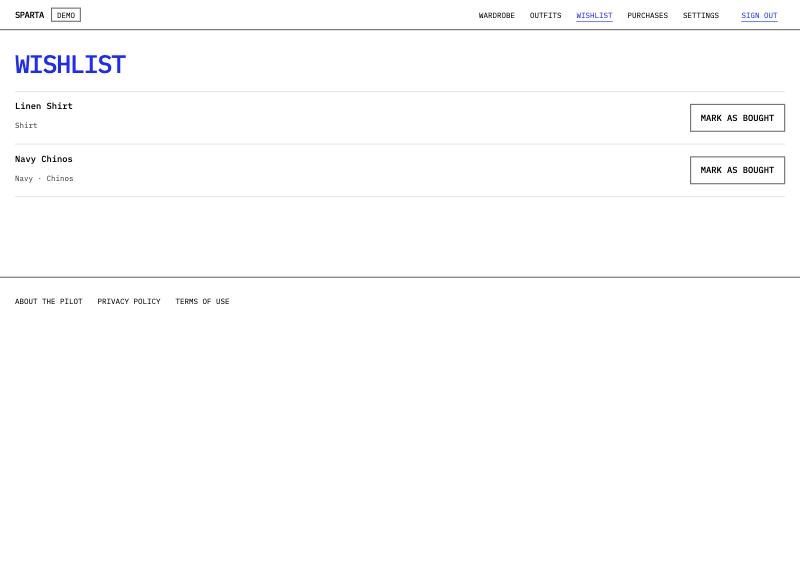 SPARTA DEMO WARDROBE OUTFITS WISHLIST PURCHASES SETTINGS SIGN OUT
WISHLIST
Linen Shirt
Shirt
MARK AS BOUGHT
Navy Chinos
Navy · Chinos
MARK AS BOUGHT
ABOUT THE PILOT PRIVACY POLICY TERMS OF USE